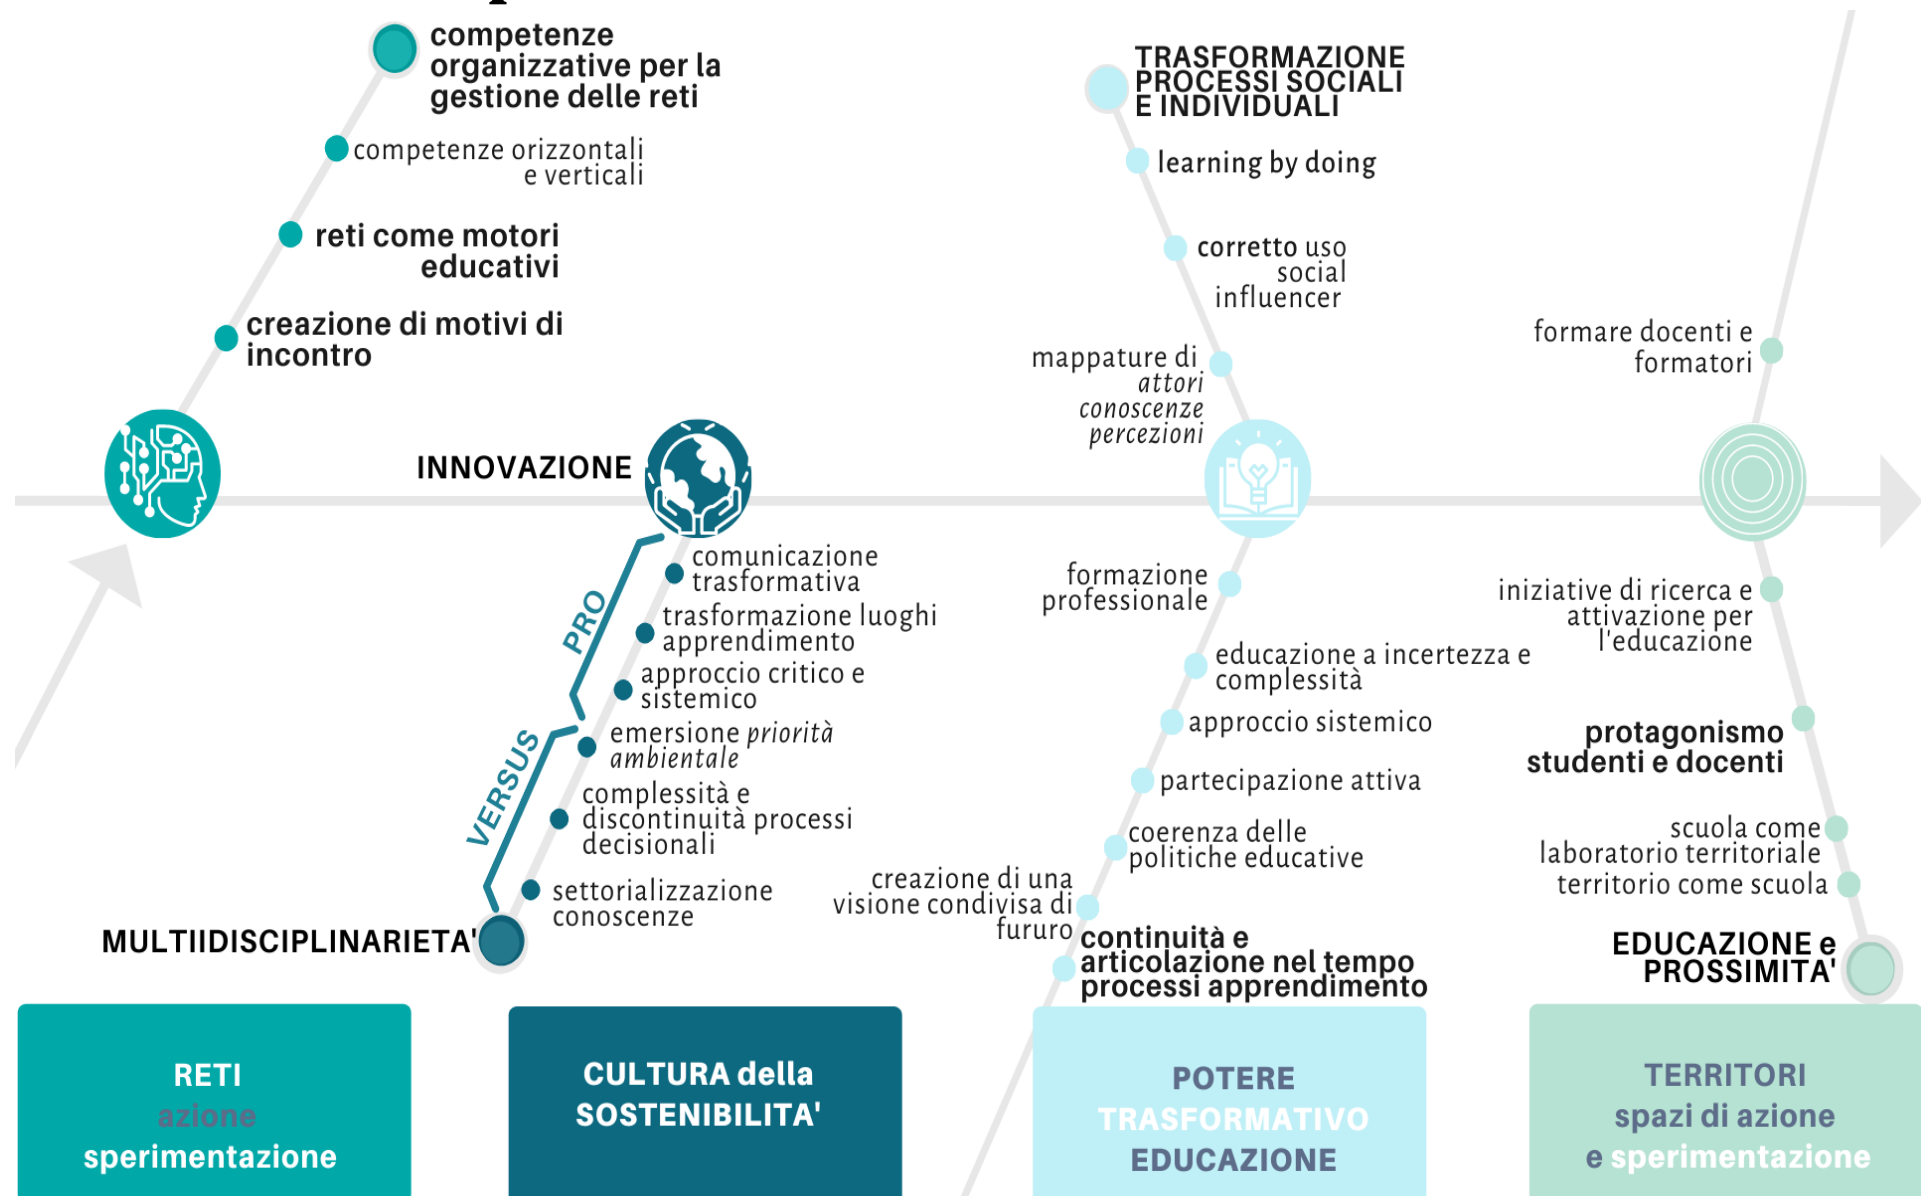 competenze
organizzative per la
gestione delle reti
competenze orizzontali
e verticali
reti come motori
educativi
creazione di motivi di
incontro
INNOVAZIONE
PRO
comunicazione
trasformativa
trasformazione luoghi
apprendimento
approccio critico e
sistemico
VERSUS
emersione priorità
ambientale
complessità e
discontinuità processi
decisionali
settorializzazione
conoscenze
MULTIIDISCIPLINARIETA'
TRASFORMAZIONE
PROCESSI SOCIALI
E INDIVIDUALI
learning by doing
corretto uso
social
influencer
mappature di
attori
conoscenze
percezioni
formazione
professionale
educazione a incertezza e
complessità
approccio sistemico
partecipazione attiva
coerenza delle
politiche educative
creazione di una
visione condivisa di
fururo
continuità e
articolazione nel tempo
processi apprendimento
formare docenti e
formatori
iniziative di ricerca e
attivazione per
l'educazione
protagonismo
studenti e docenti
scuola come
laboratorio territoriale
territorio come scuola
EDUCAZIONE e
PROSSIMITA'
RETI
azione
sperimentazione
CULTURA della
SOSTENIBILITA'
POTERE
TRASFORMATIVO
EDUCAZIONE
TERRITORI
spazi di azione
e sperimentazione